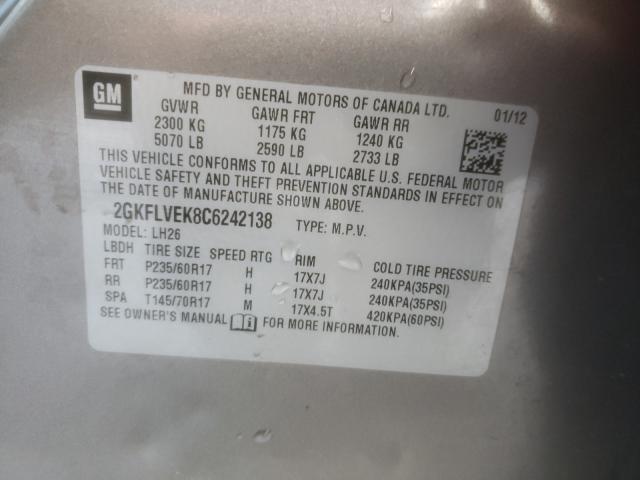 GM
MFD BY GENERAL MOTORS OF CANADA LTD. 01/12
GVWR GAWR FRT GAWR RR
2300 KG 1175 KG 1240 KG
5070 LB 2590 LB 2733 LB
THIS VEHICLE CONFORMS TO ALL APPLICABLE U.S. FEDERAL MOTOR
VEHICLE SAFETY AND THEFT PREVENTION STANDARDS IN EFFECT ON
THE DATE OF MANUFACTURE SHOWN ABOVE.
2GKFLVEK8C6242138 TYPE: M.P.V.
MODEL: LH26
LBDH TIRE SIZE SPEED RTG RIM COLD TIRE PRESSURE
FRT P235/60R17 H 17X7J 240KPA(35PSI)
RR P235/60R17 H 17X7J 240KPA(35PSI)
SPA T145/70R17 M 17X4.5T 420KPA(60PSI)
SEE OWNER'S MANUAL FOR MORE INFORMATION.